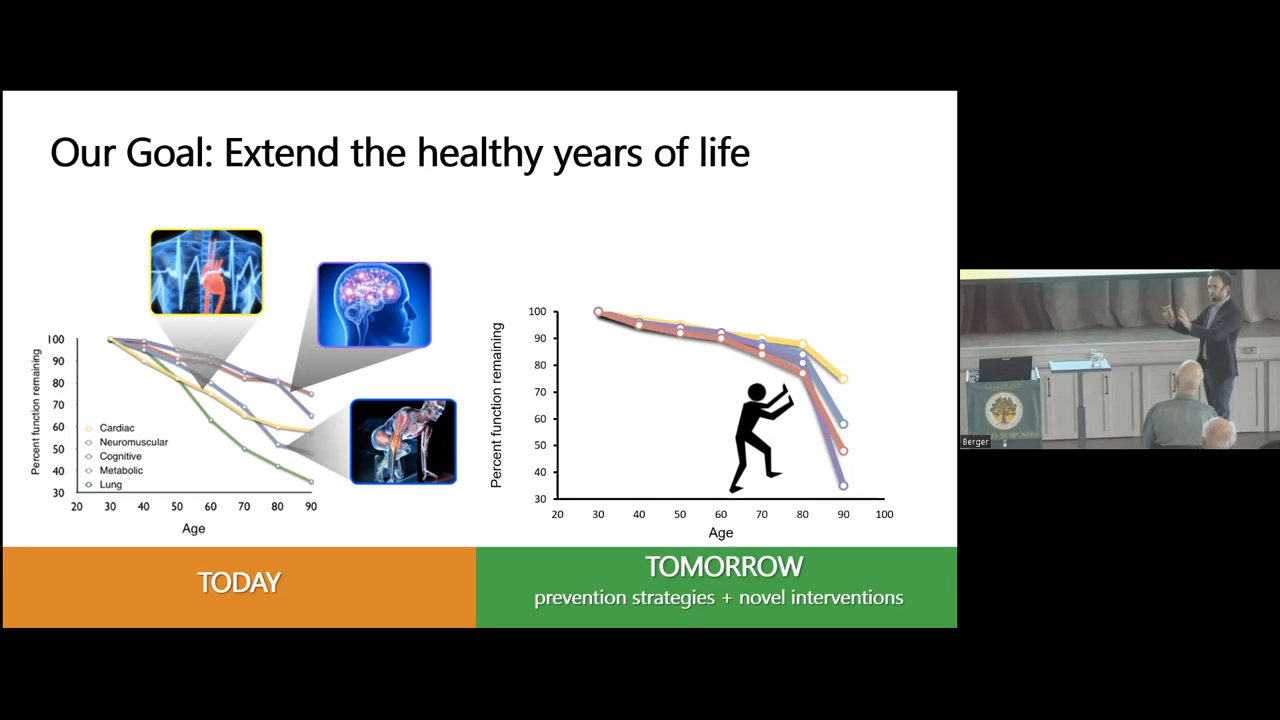 Our Goal: Extend the healthy years of life
Percent function remaining
100
90
80
70
60
50
40
30
Cardiac
Neuromuscular
Cognitive
Metabolic
Lung
20 30 40 50 60 70 80 90
Age
Percent function remaining
100
90
80
70
60
50
40
30
20 30 40 50 60 70 80 90 100
Age
TODAY
TOMORROW
prevention strategies + novel interventions
Berger